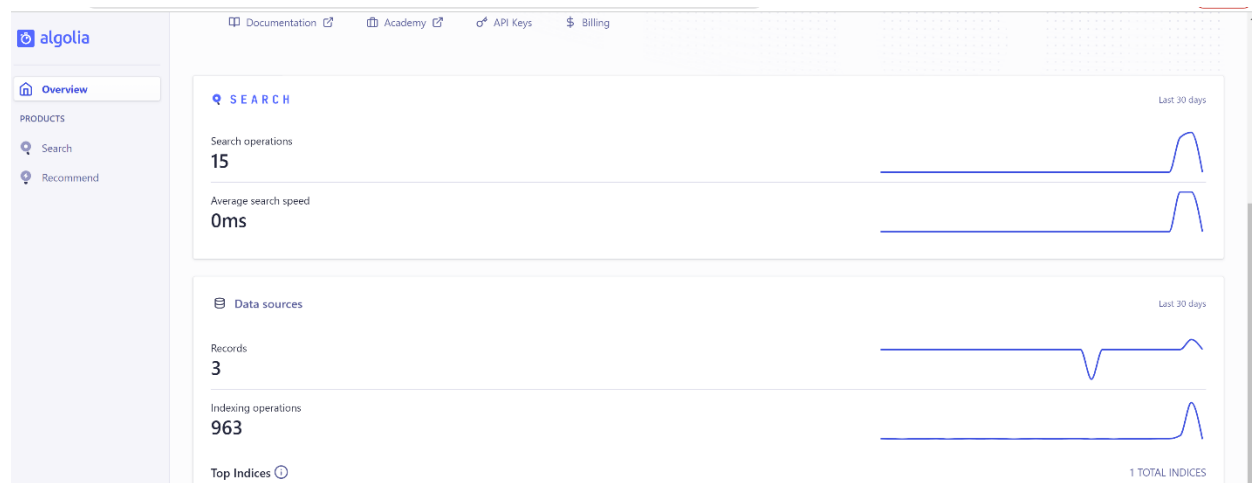 Documentation Academy API Keys $ Billing
algolia
Overview
PRODUCTS
Search
Recommend
SEARCH Last 30 days
Search operations
15
Average search speed
0ms
Data sources Last 30 days
Records
3
Indexing operations
963
Top Indices 1 TOTAL INDICES